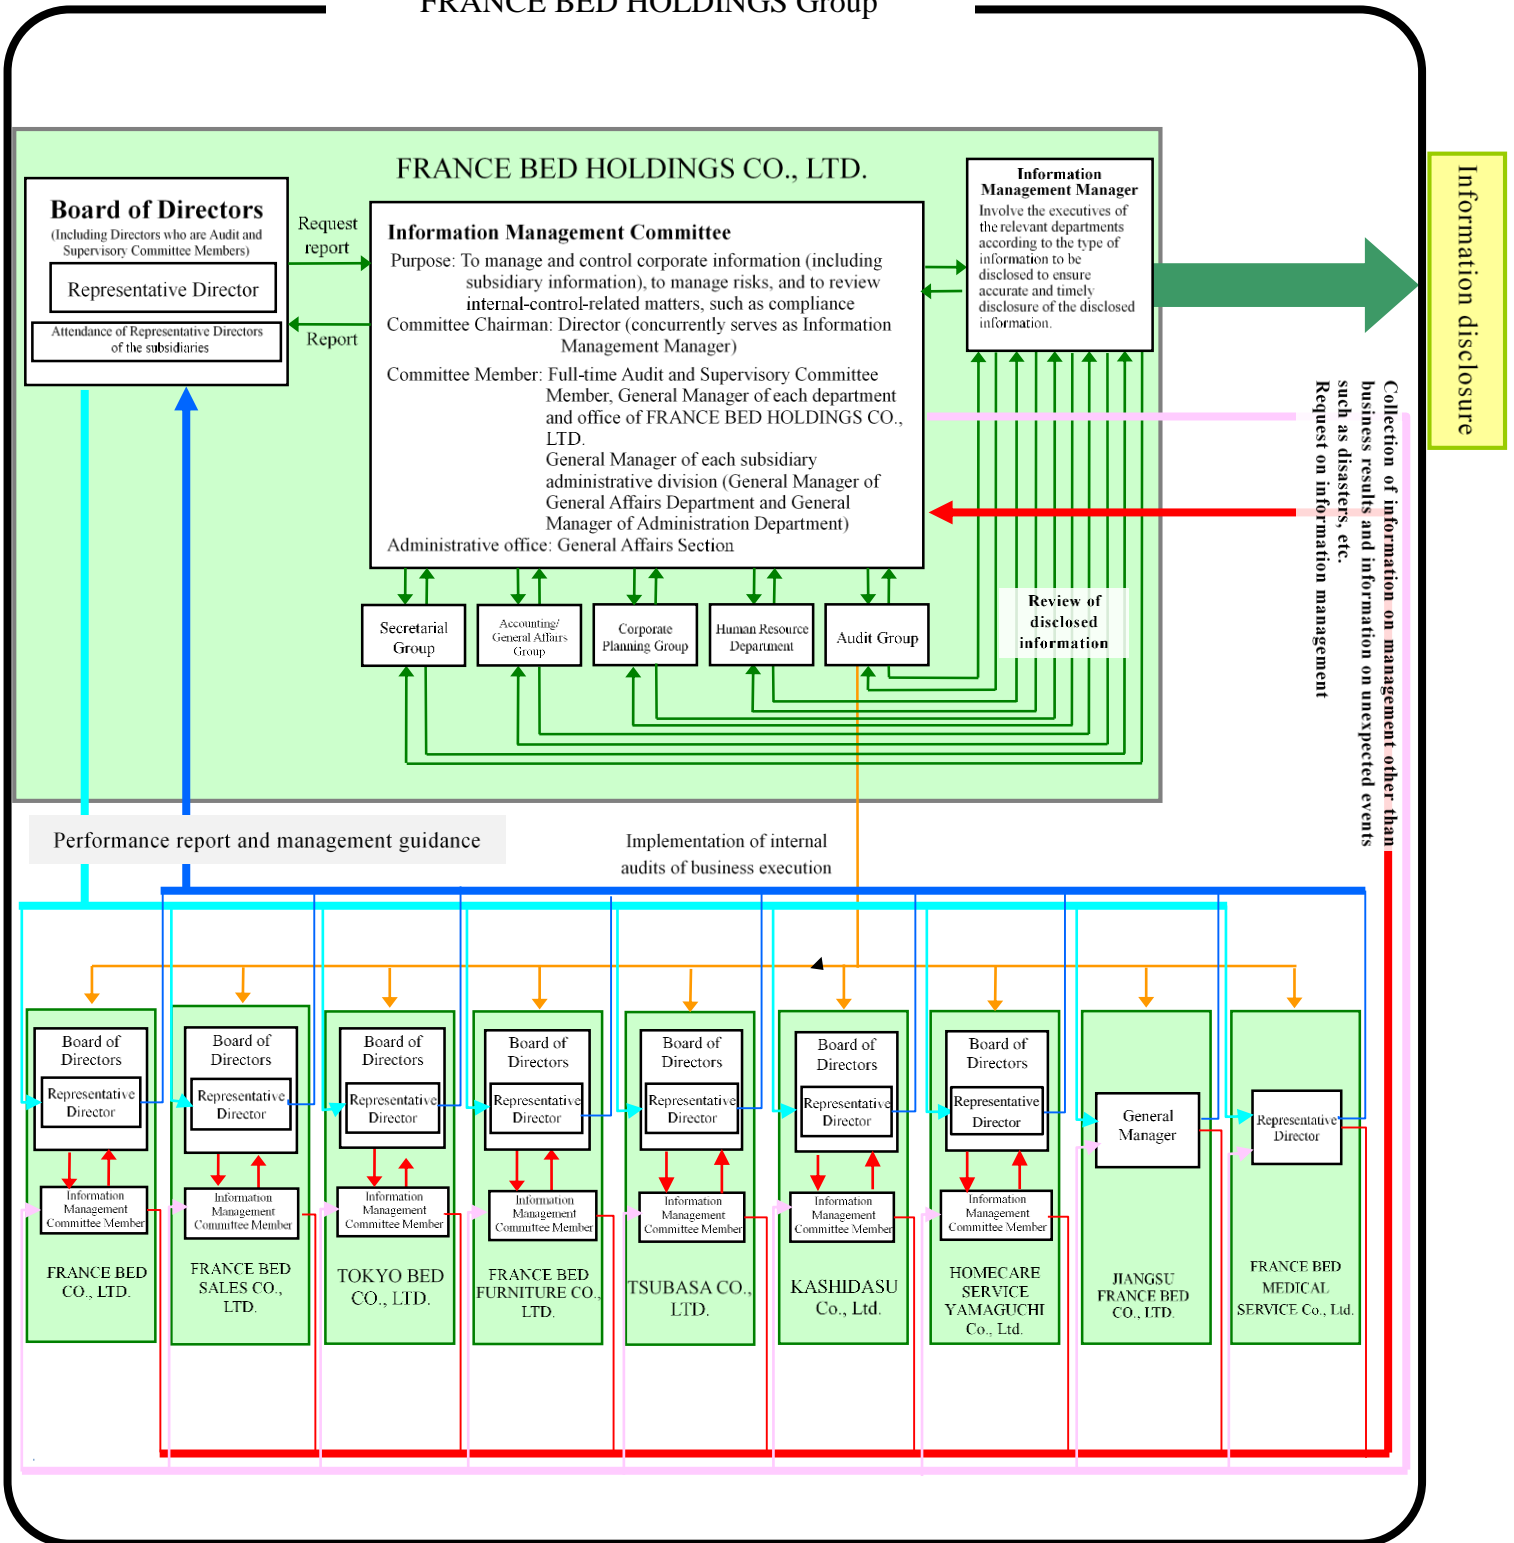 FRANCE BED HOLDINGS Group
FRANCE BED HOLDINGS CO., LTD.
Board of Directors
(Including Directors who are Audit and
Supervisory Committee Members)
Representative Director
Attendance of Representative Directors
of the subsidiaries
Request
report
Report
Information Management Committee
Purpose: To manage and control corporate information (including
subsidiary information), to manage risks, and to review
internal-control-related matters, such as compliance
Committee Chairman: Director (concurrently serves as Information
Management Manager)
Committee Member: Full-time Audit and Supervisory Committee
Member, General Manager of each department
and office of FRANCE BED HOLDINGS CO.,
LTD.
General Manager of each subsidiary
administrative division (General Manager of
General Affairs Department and General
Manager of Administration Department)
Administrative office: General Affairs Section
Information
Management Manager
Involve the executives of
the relevant departments
according to the type of
information to be
disclosed to ensure
accurate and timely
disclosure of the disclosed
information.
Information disclosure
Collection of information on management other than
business results and information on unexpected events
such as disasters, etc.
Request on information management
Secretarial
Group
Accounting/
General Affairs
Group
Corporate
Planning Group
Human Resource
Department
Audit Group
Review of
disclosed
information
Performance report and management guidance
Implementation of internal
audits of business execution
Board of
Directors
Representative
Director
Information
Management
Committee Member
FRANCE BED
CO., LTD.
Board of
Directors
Representative
Director
Information
Management
Committee Member
FRANCE BED
SALES CO.,
LTD.
Board of
Directors
Representative
Director
Information
Management
Committee Member
TOKYO BED
CO., LTD.
Board of
Directors
Representative
Director
Information
Management
Committee Member
FRANCE BED
FURNITURE CO.,
LTD.
Board of
Directors
Representative
Director
Information
Management
Committee Member
TSUBASA CO.,
LTD.
Board of
Directors
Representative
Director
Information
Management
Committee Member
KASHIDASU
Co., Ltd.
Board of
Directors
Representative
Director
Information
Management
Committee Member
HOMECARE
SERVICE
YAMAGUCHI
Co., Ltd.
General
Manager
JIANGSU
FRANCE BED
CO., LTD.
Representative
Director
FRANCE BED
MEDICAL
SERVICE Co., Ltd.